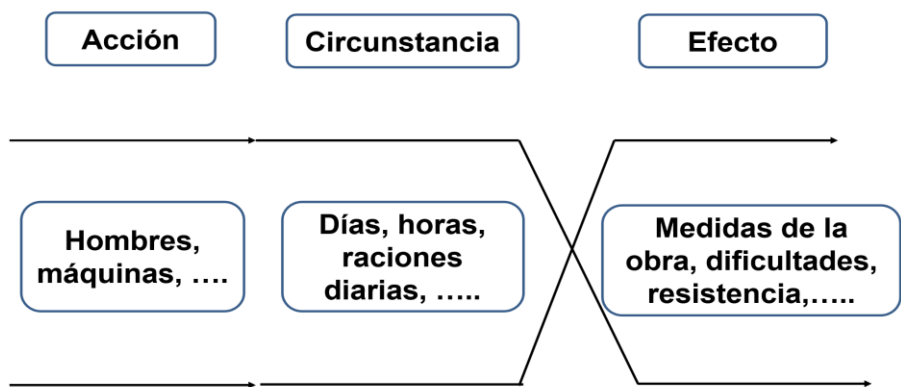 Acción
Circunstancia
Efecto
Hombres,
máquinas, ….
Días, horas,
raciones
diarias, …..
Medidas de la
obra, dificultades,
resistencia,…..